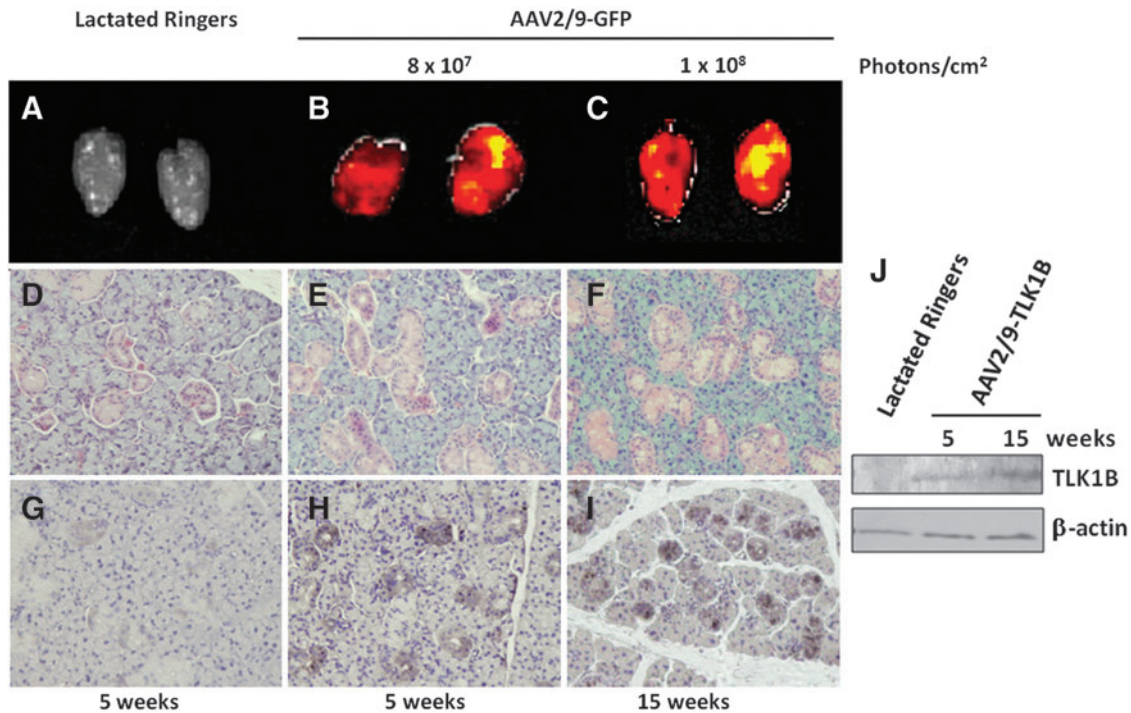 Lactated Ringers
AAV2/9-GFP
8 x 10⁷
1 x 10⁸
Photons/cm²
A
B
C
D
E
F
G
H
I
5 weeks
5 weeks
15 weeks
J
Lactated Ringers
AAV2/9-TLK1B
5
15
weeks
TLK1B
β-actin